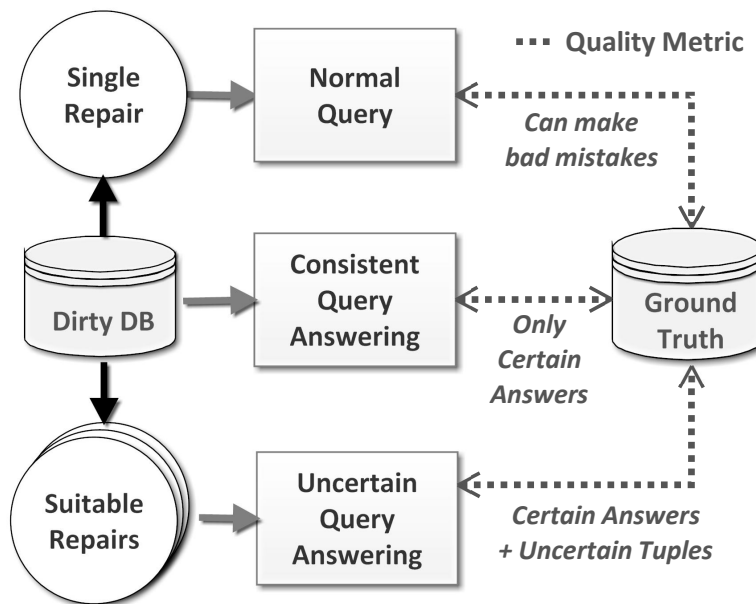 Single
Repair
Normal
Query
Quality Metric
Can make
bad mistakes
Dirty DB
Consistent
Query
Answering
Only
Certain
Answers
Ground
Truth
Suitable
Repairs
Uncertain
Query
Answering
Certain Answers
+ Uncertain Tuples